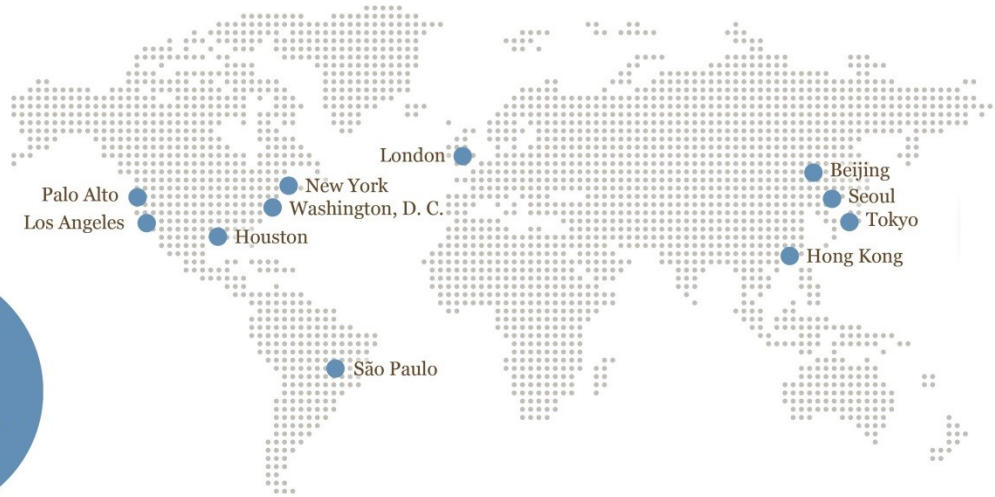 London
Beijing
New York
Palo Alto
Seoul
Washington, D. C.
Tokyo
Los Angeles
Houston
Hong Kong
São Paulo